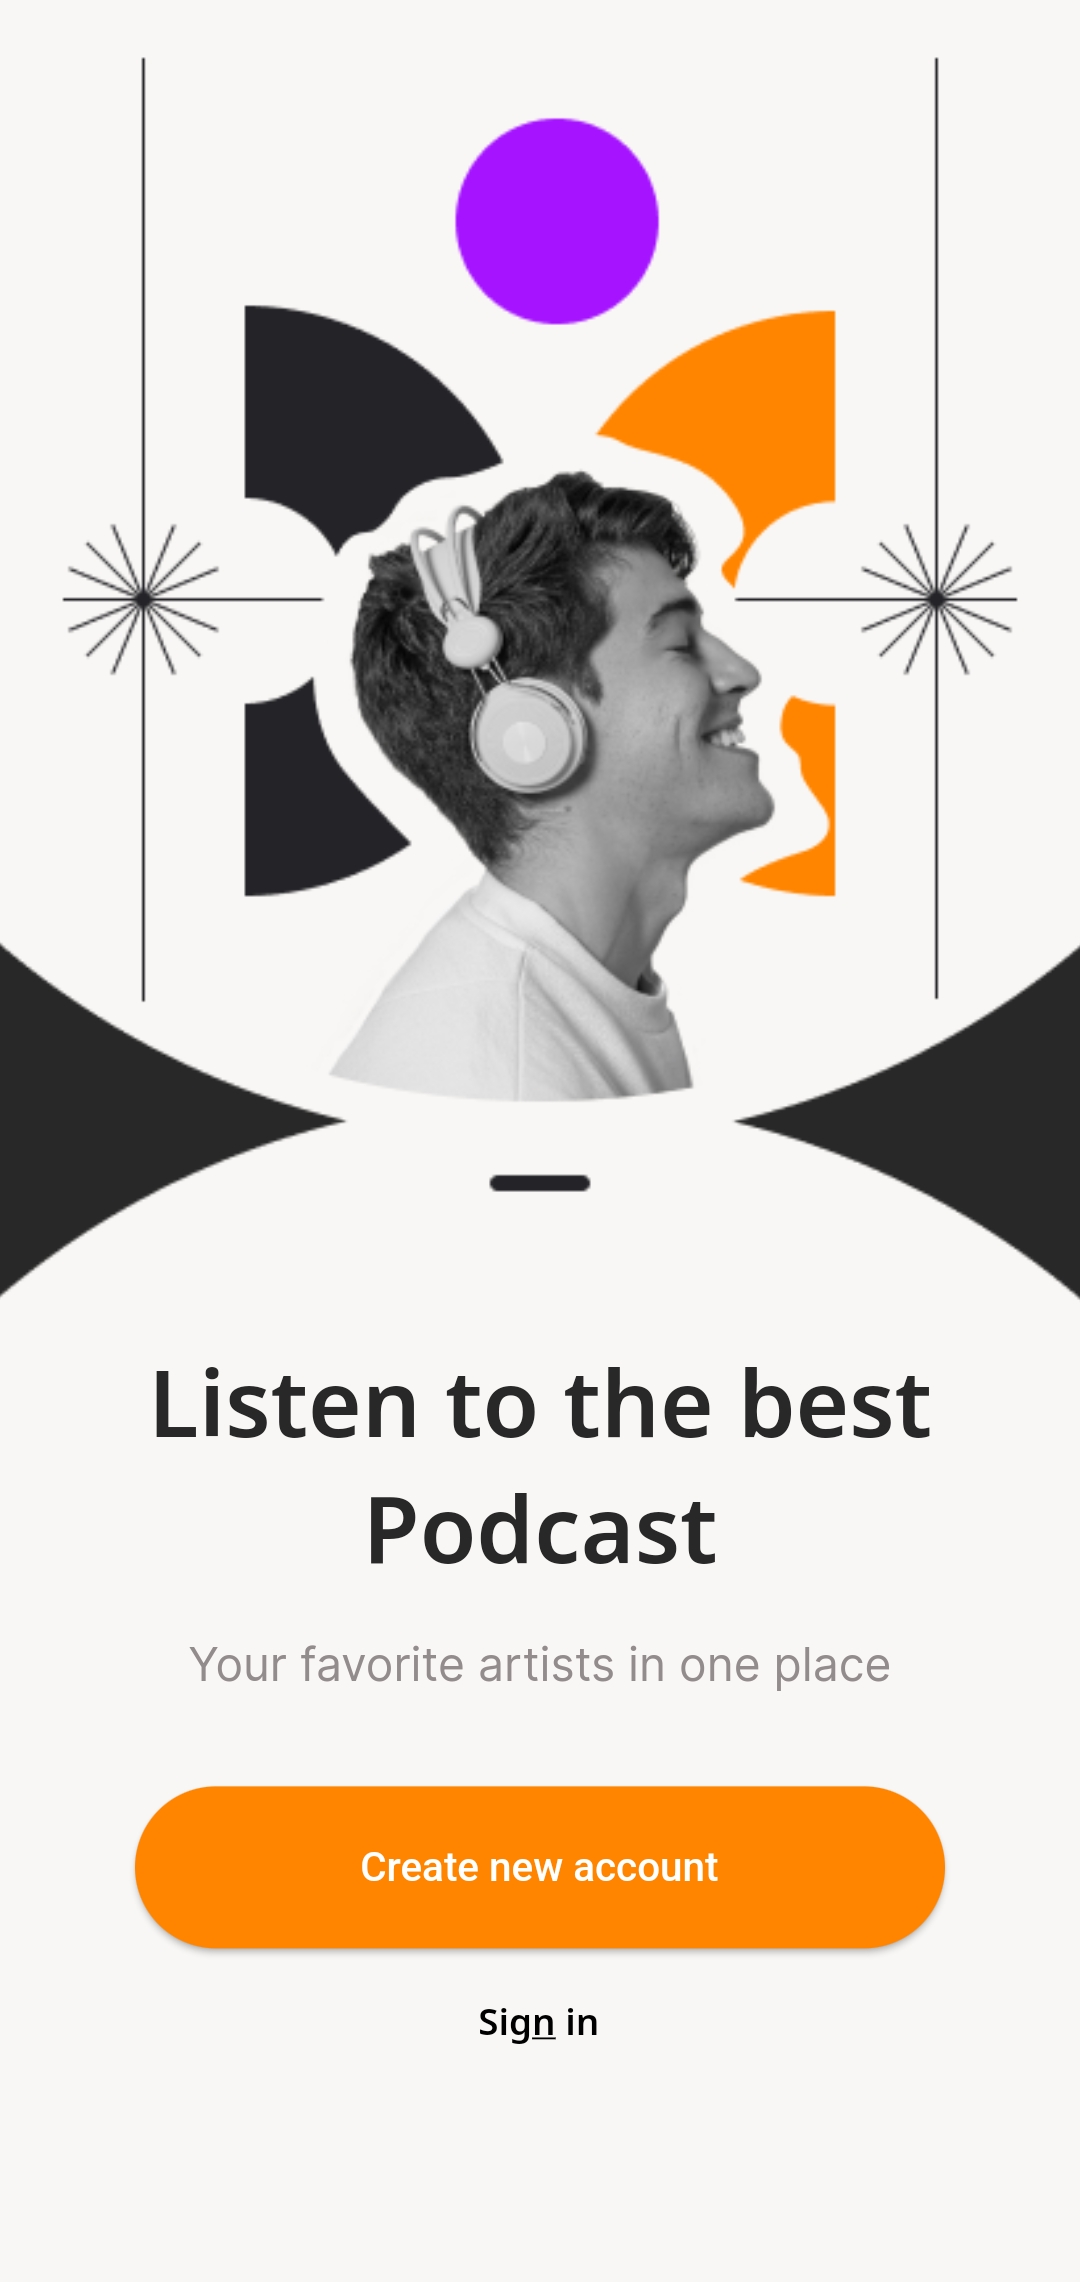 Listen to the best
Podcast
Your favorite artists in one place
Create new account
Sign in